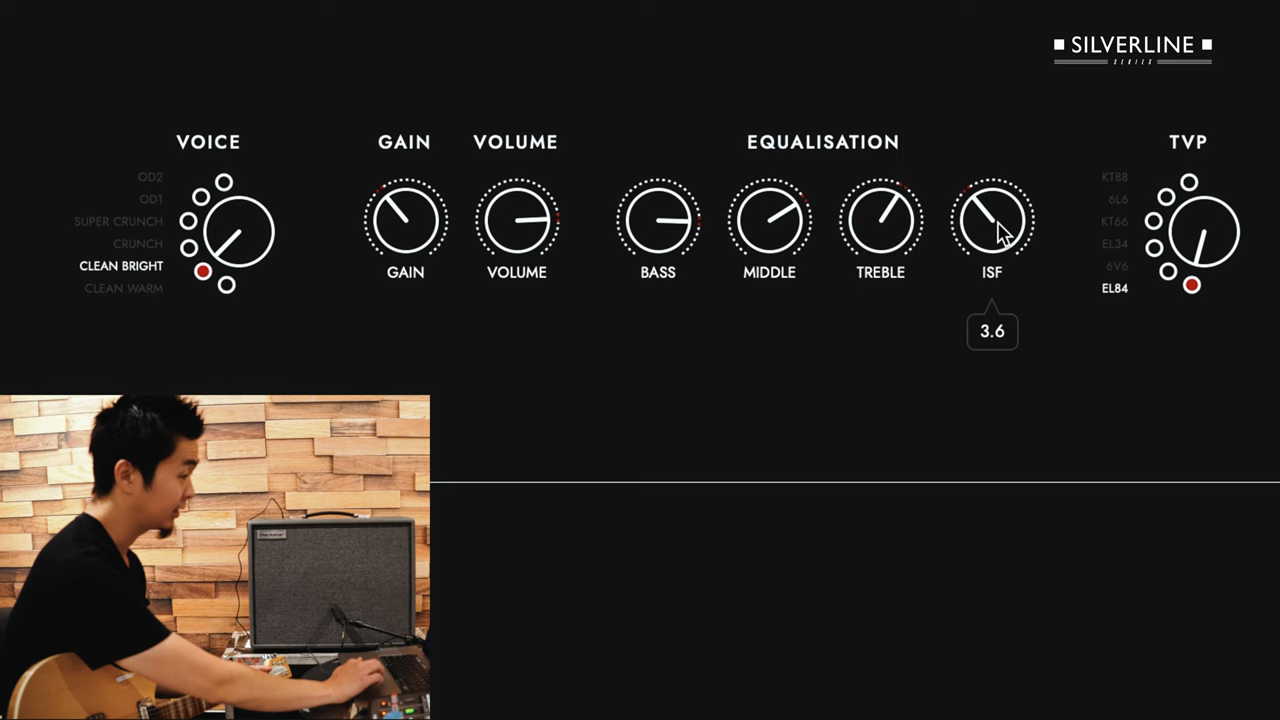 SILVERLINE
SERIES
VOICE
GAIN
VOLUME
EQUALISATION
TVP
OD2
OD1
SUPER CRUNCH
CRUNCH
CLEAN BRIGHT
CLEAN WARM
GAIN
VOLUME
BASS
MIDDLE
TREBLE
ISF
3.6
KT88
6L6
KT66
EL34
6V6
EL84